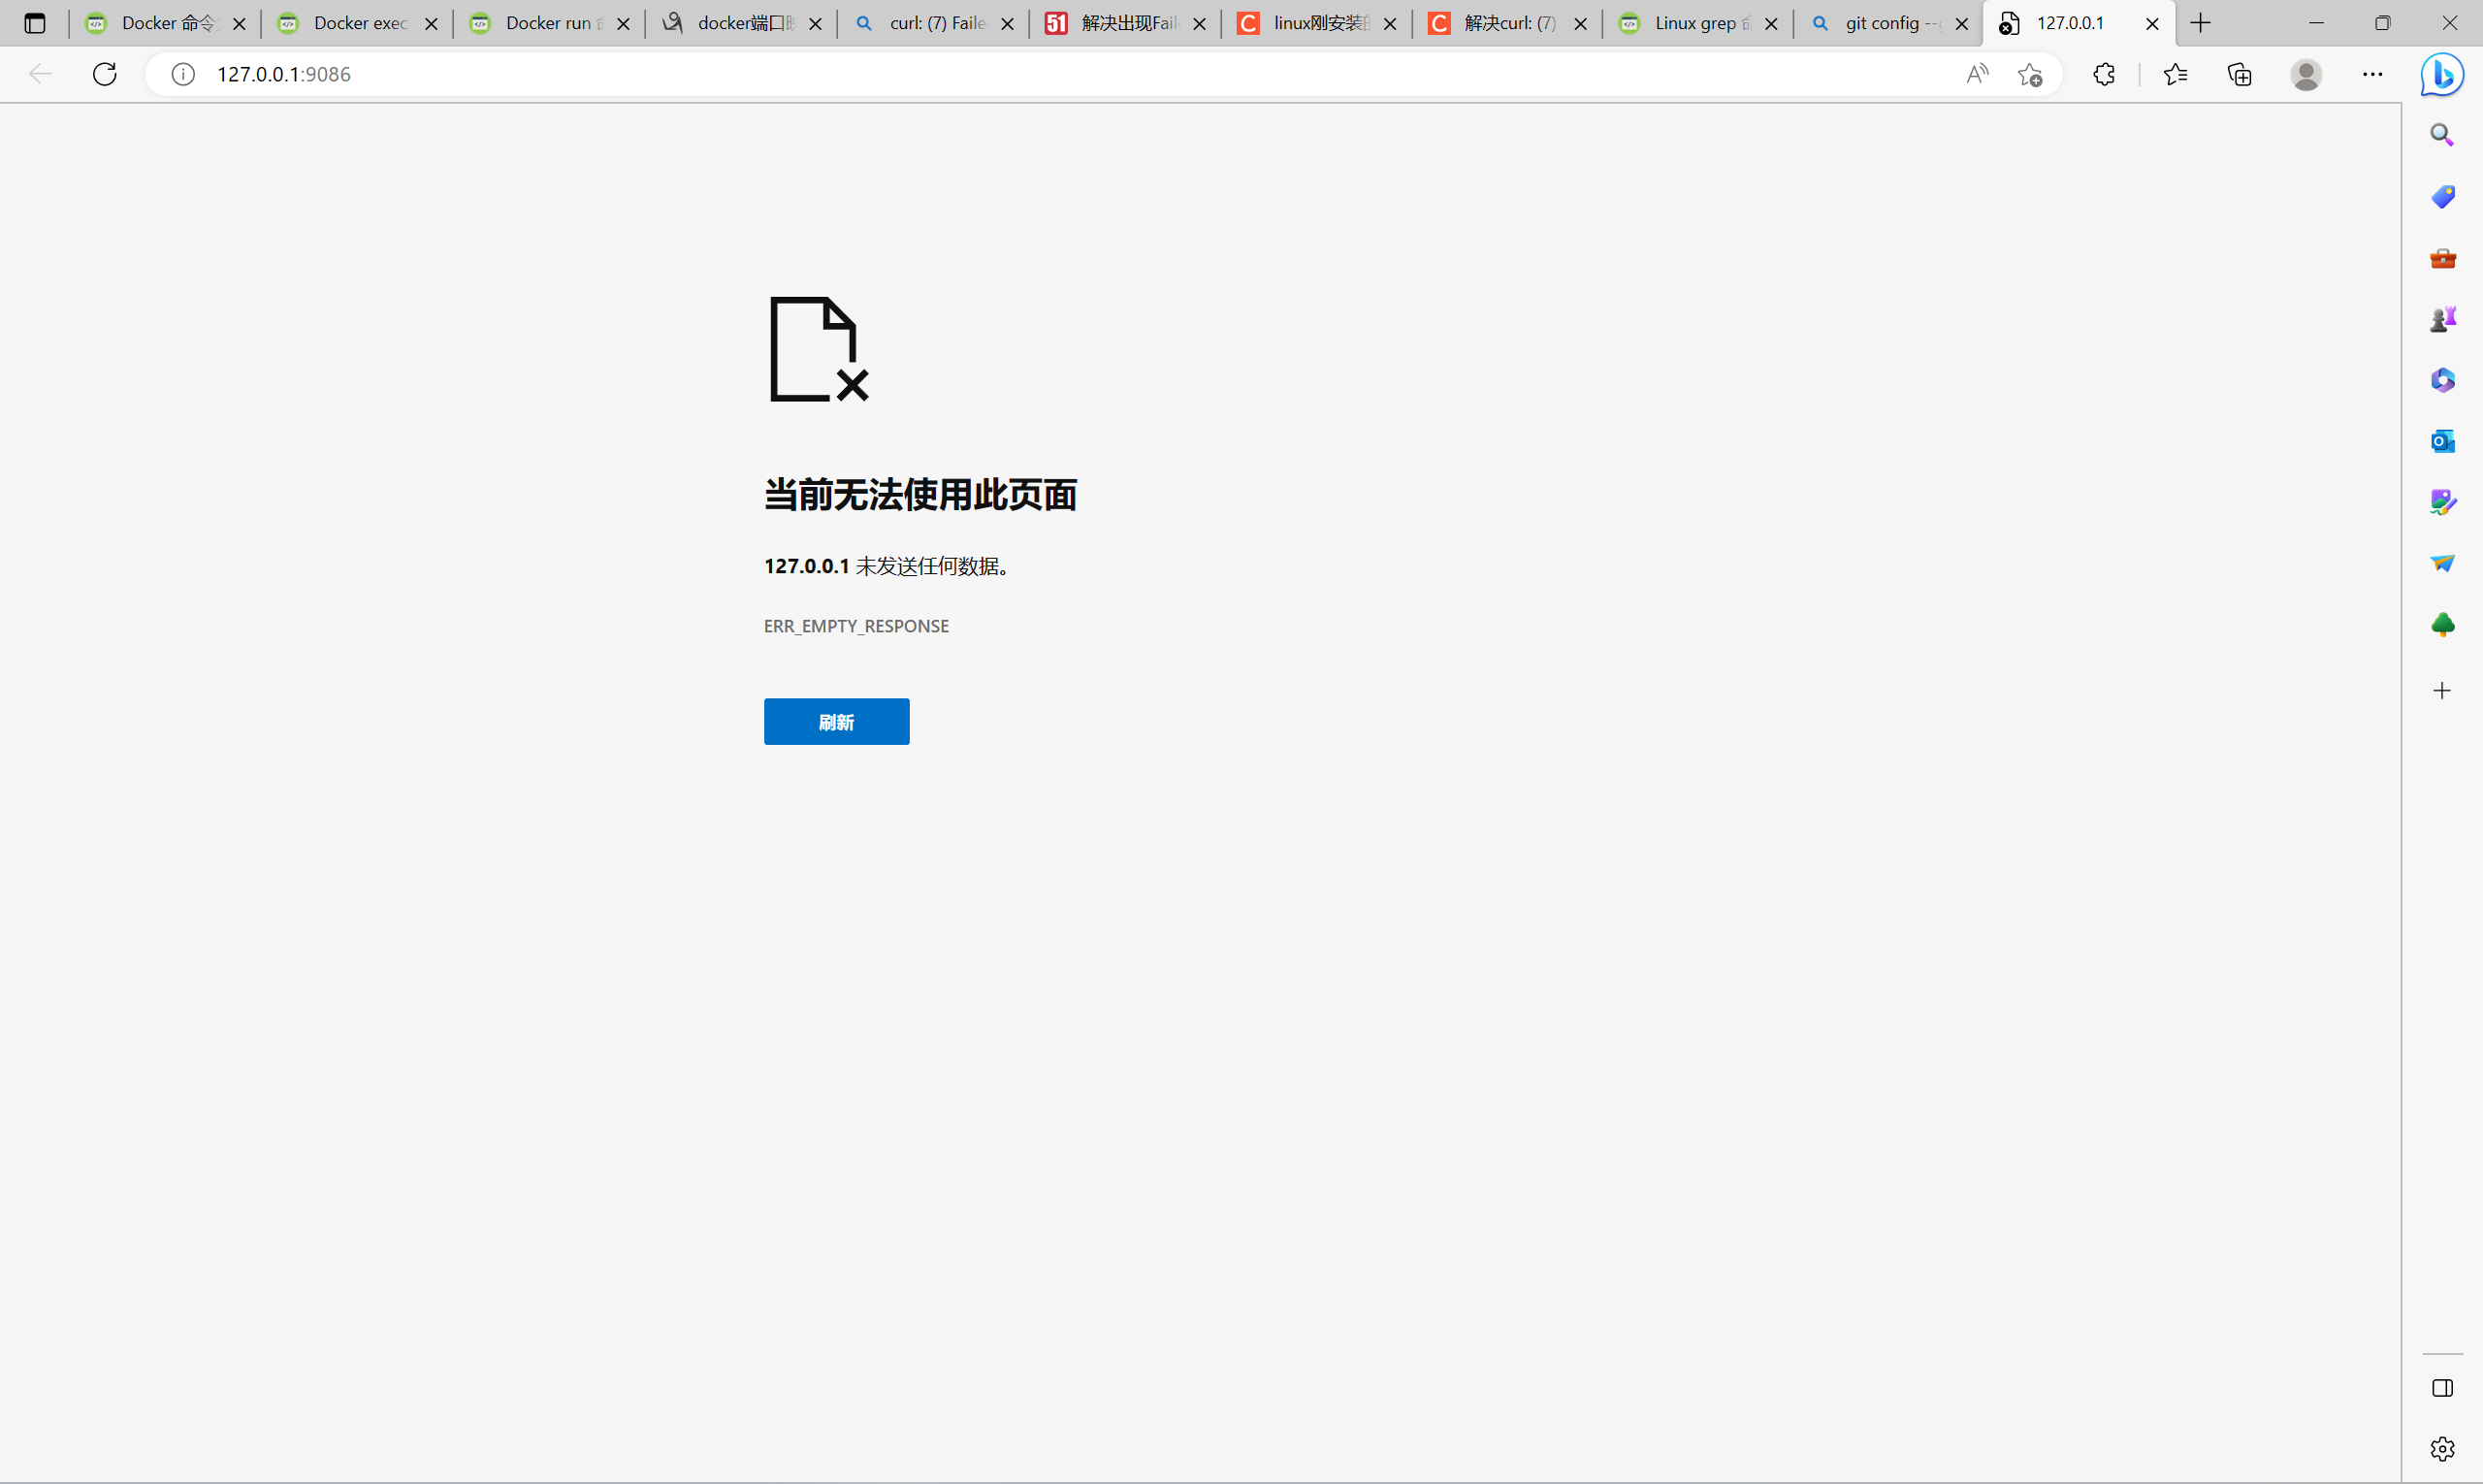 Docker 命令
Docker exec
Docker run
docker端口
curl: (7) Faile
51
解决出现Fail
C
linux刚安装
C
解决curl: (7)
Linux grep
git config --
127.0.0.1
127.0.0.1:9086
当前无法使用此页面
127.0.0.1 未发送任何数据。
ERR_EMPTY_RESPONSE
刷新